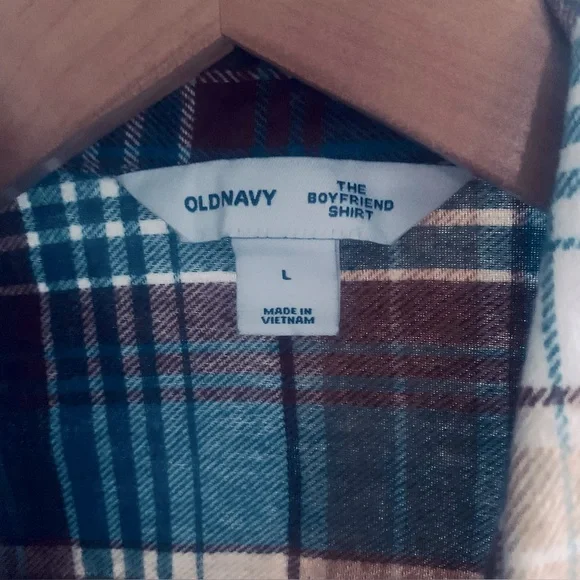 OLDNAVY
THE
BOYFRIEND
SHIRT
L
MADE IN
VIETNAM